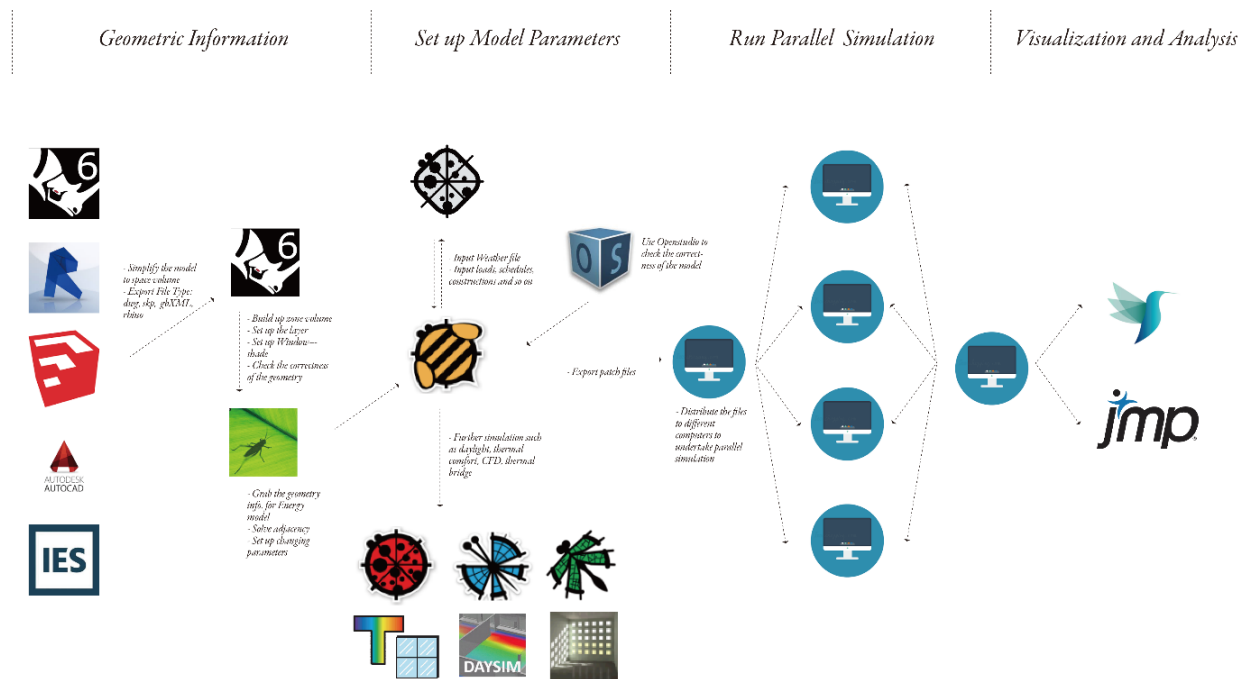 Geometric Information
Set up Model Parameters
Run Parallel Simulation
Visualization and Analysis
6
- Simplify the model
to space volume
- Export File Type:
dwg, skp, gbXML,
rhino
AUTODESK
AUTOCAD
IES
6
- Build up zone volume
- Set up the layer
- Set up Window—
shade
- Check the correctness
of the geometry
- Grab the geometry
info. for Energy
model
- Solve adjacency
- Set up changing
parameters
- Input Weather file
- Input loads, schedules,
constructions and so on
O S
Use Openstudio to
check the correct-
ness of the model
- Further simulation such
as daylight, thermal
comfort, CFD, thermal
bridge
DAYSIM
- Export patch files
- Distribute the files
to different
computers to
undertake parallel
simulation
jmp